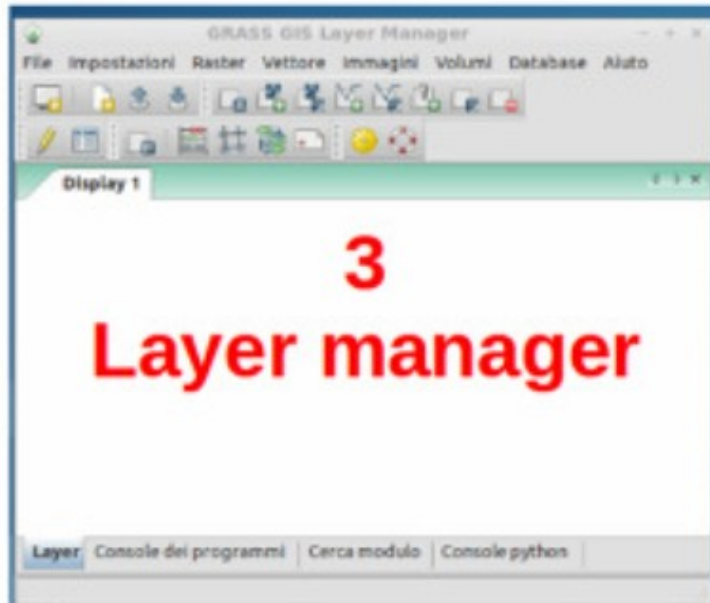 GRASS GIS Layer Manager
File Impostazioni Raster Vettore Immagini Volumi Database Aiuto
Display 1
3
Layer manager
Layer Console dei programmi Cerca modulo Console python